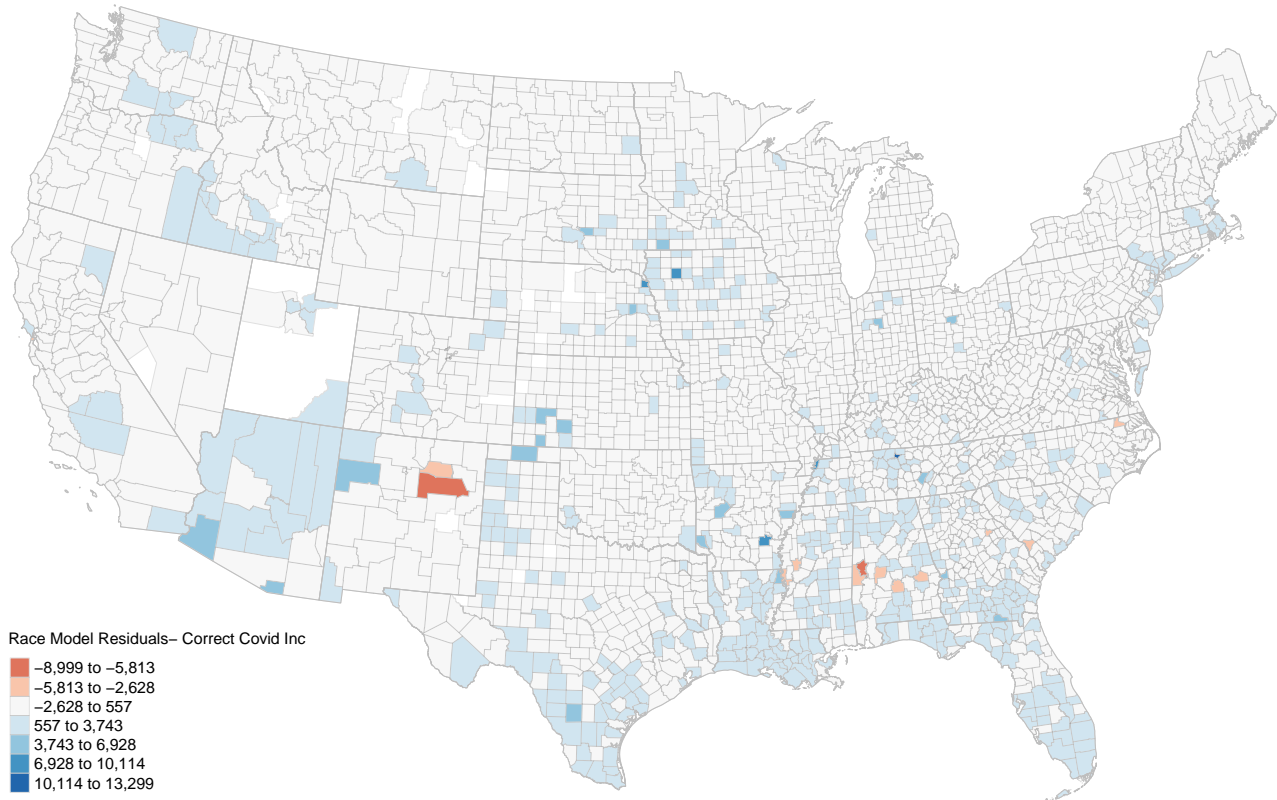 Race Model Residuals– Correct Covid Inc
−8,999 to −5,813
−5,813 to −2,628
−2,628 to 557
557 to 3,743
3,743 to 6,928
6,928 to 10,114
10,114 to 13,299